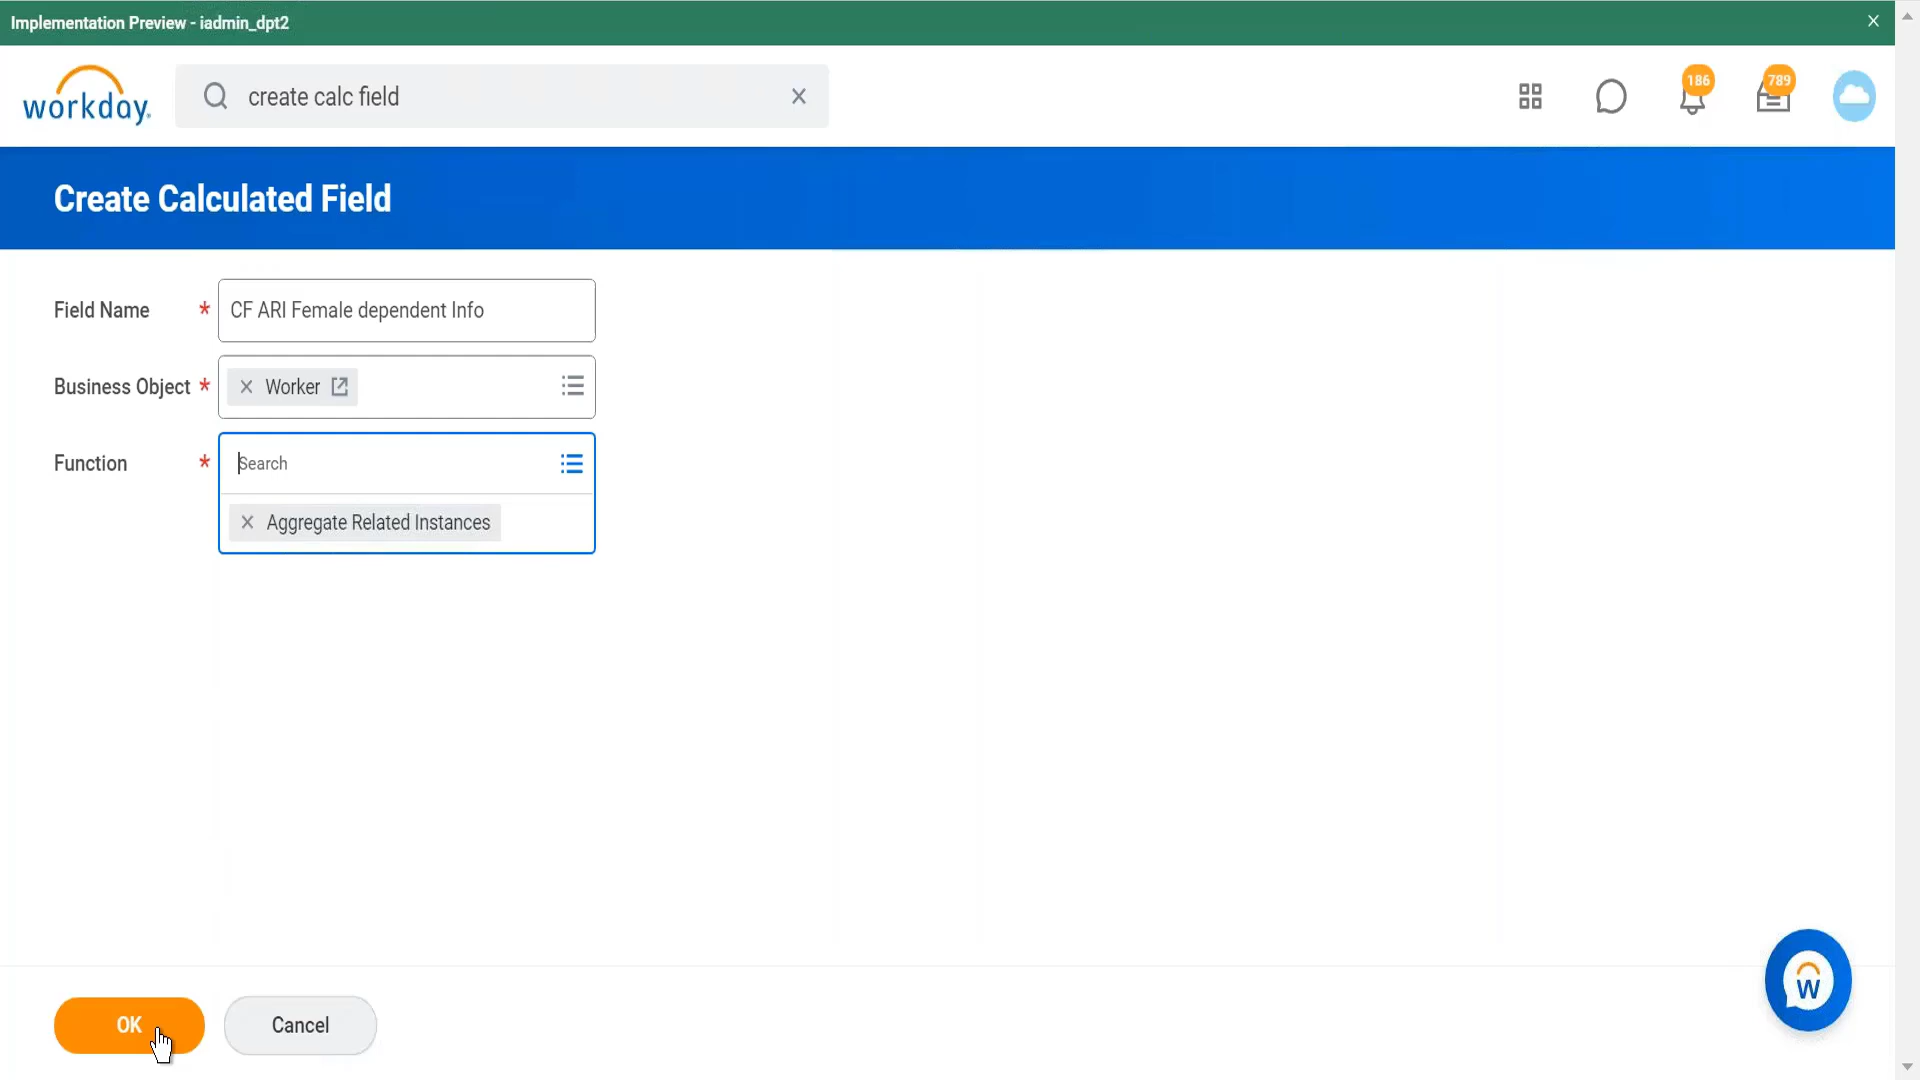 Implementation Preview - iadmin_dpt2
workday.
create calc field
186
789
Create Calculated Field
Field Name *
CF ARI Female dependent Info
Business Object *
Worker
Function *
Search
Aggregate Related Instances
W
OK
Cancel